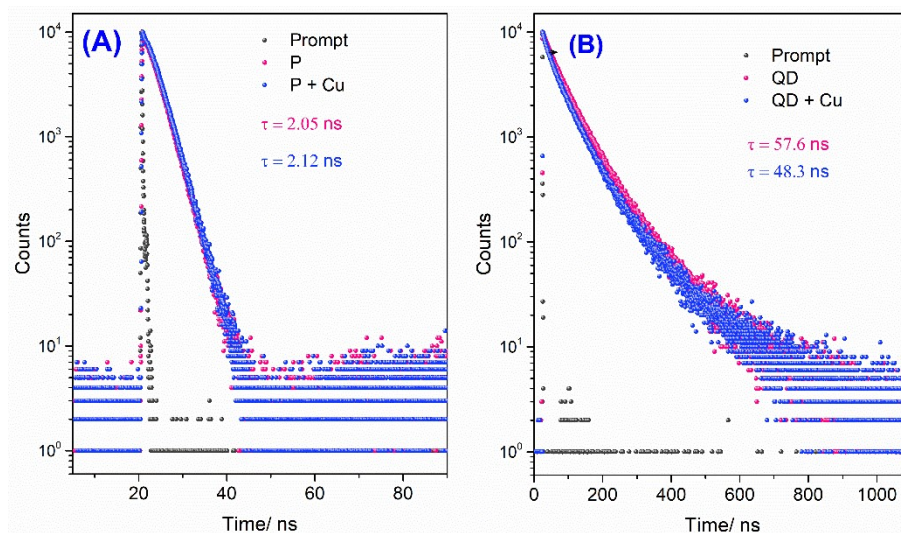 (A)
Prompt
P
P + Cu
τ = 2.05 ns
τ = 2.12 ns
10⁴
10³
10²
10¹
10⁰
Counts
20
40
60
80
Time/ ns
(B)
Prompt
QD
QD + Cu
τ = 57.6 ns
τ = 48.3 ns
10⁴
10³
10²
10¹
10⁰
Counts
0
200
400
600
800
1000
Time/ ns